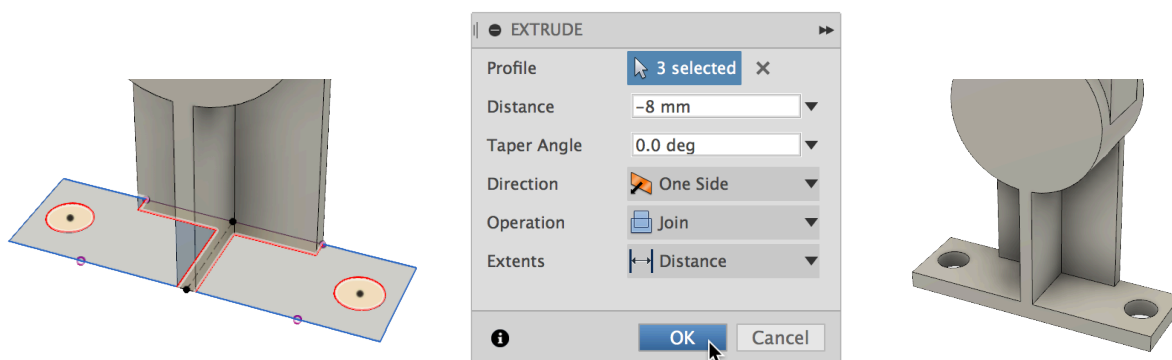 EXTRUDE
Profile 3 selected
Distance -8 mm
Taper Angle 0.0 deg
Direction One Side
Operation Join
Extents Distance
OK Cancel